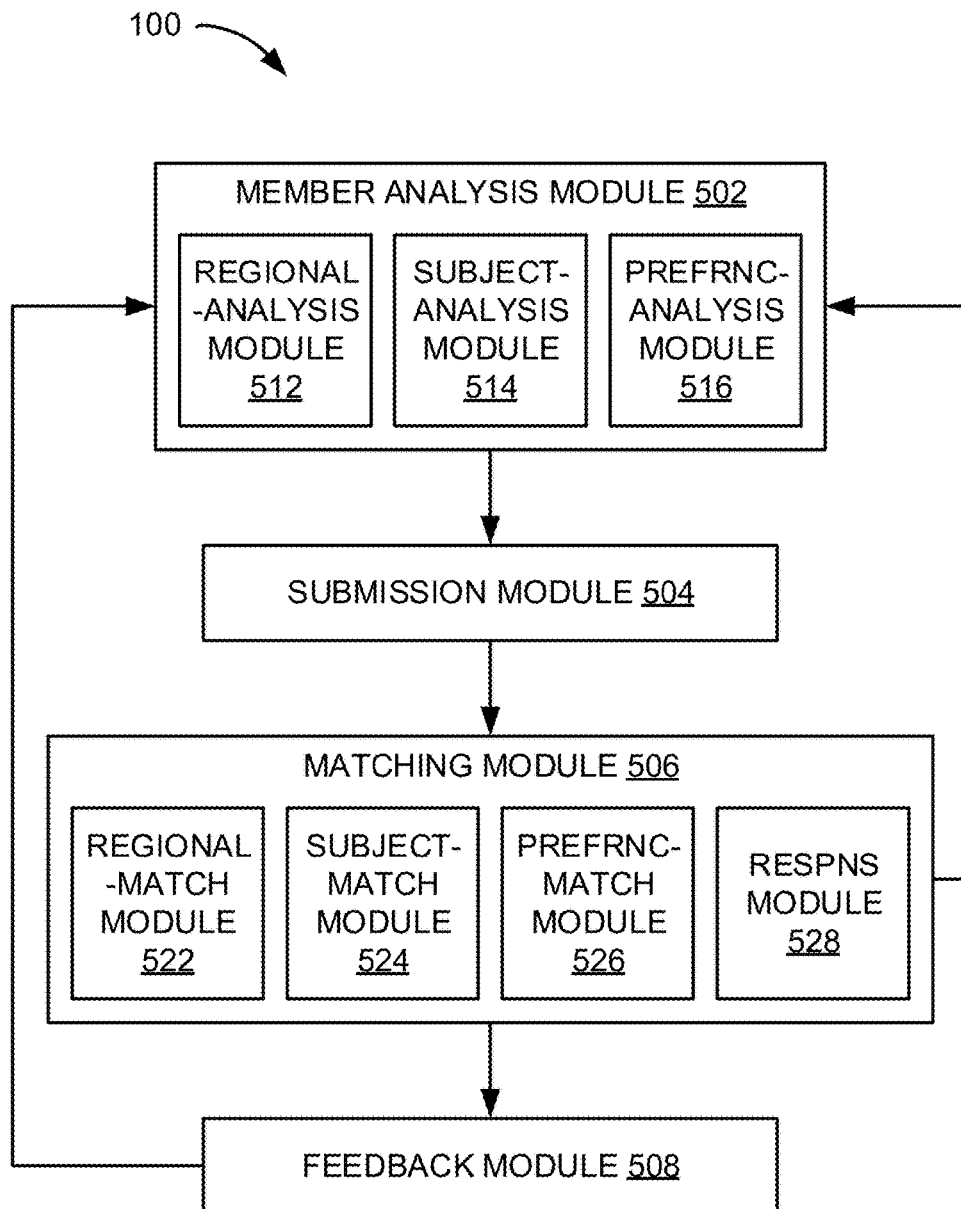 100
MEMBER ANALYSIS MODULE 502
REGIONAL
-ANALYSIS
MODULE
512
SUBJECT-
ANALYSIS
MODULE
514
PREFRNC-
ANALYSIS
MODULE
516
SUBMISSION MODULE 504
MATCHING MODULE 506
REGIONAL
-MATCH
MODULE
522
SUBJECT-
MATCH
MODULE
524
PREFRNC-
MATCH
MODULE
526
RESPNS
MODULE
528
FEEDBACK MODULE 508